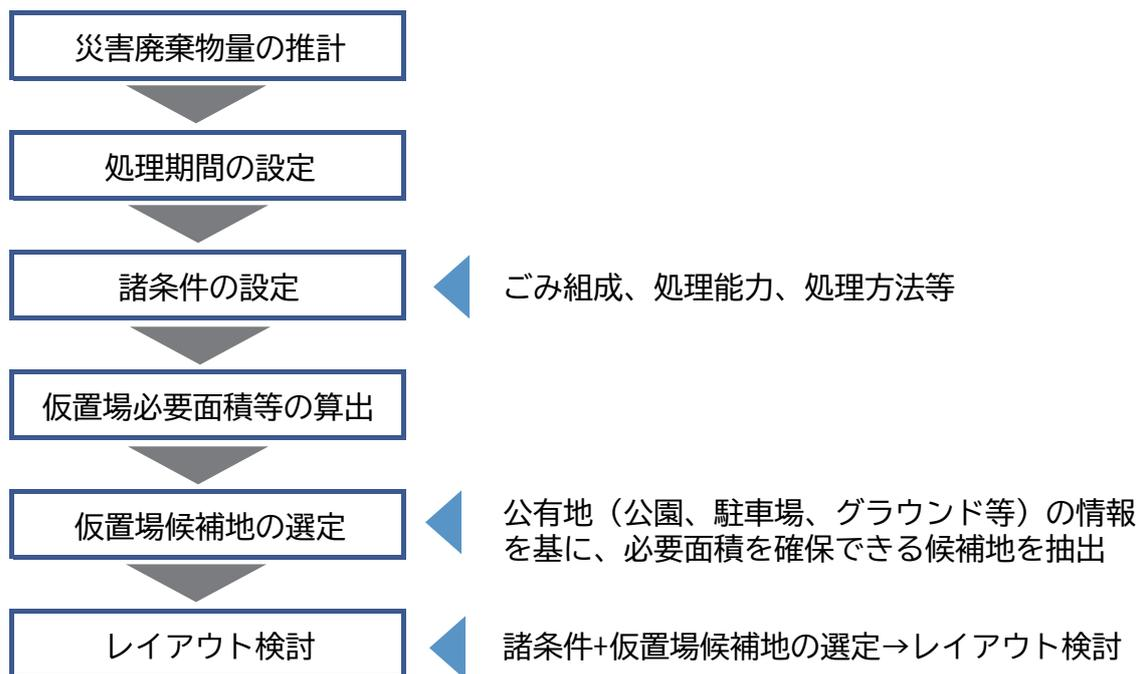 災害廃棄物量の推計
処理期間の設定
諸条件の設定
ごみ組成、処理能力、処理方法等
仮置場必要面積等の算出
仮置場候補地の選定
公有地（公園、駐車場、グラウンド等）の情報
を基に、必要面積を確保できる候補地を抽出
レイアウト検討
諸条件+仮置場候補地の選定→レイアウト検討